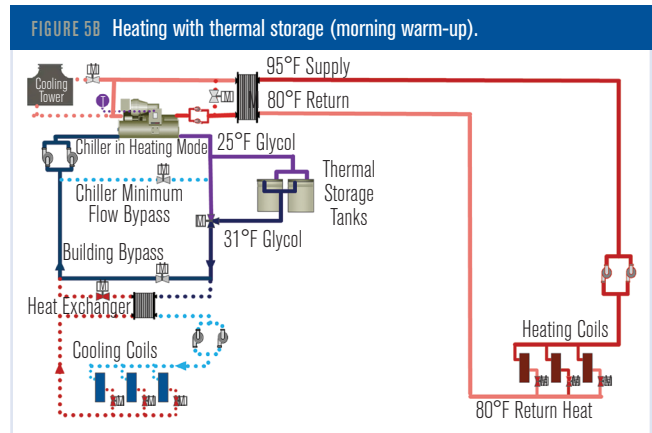 FIGURE 5B Heating with thermal storage (morning warm-up).
95°F Supply
Cooling
Tower
T
M
80°F Return
Chiller in Heating Mode
25°F Glycol
Thermal
Storage
Tanks
Chiller Minimum
Flow Bypass
M
31°F Glycol
Building Bypass
Heat Exchanger
Heating Coils
Cooling Coils
80°F Return Heat